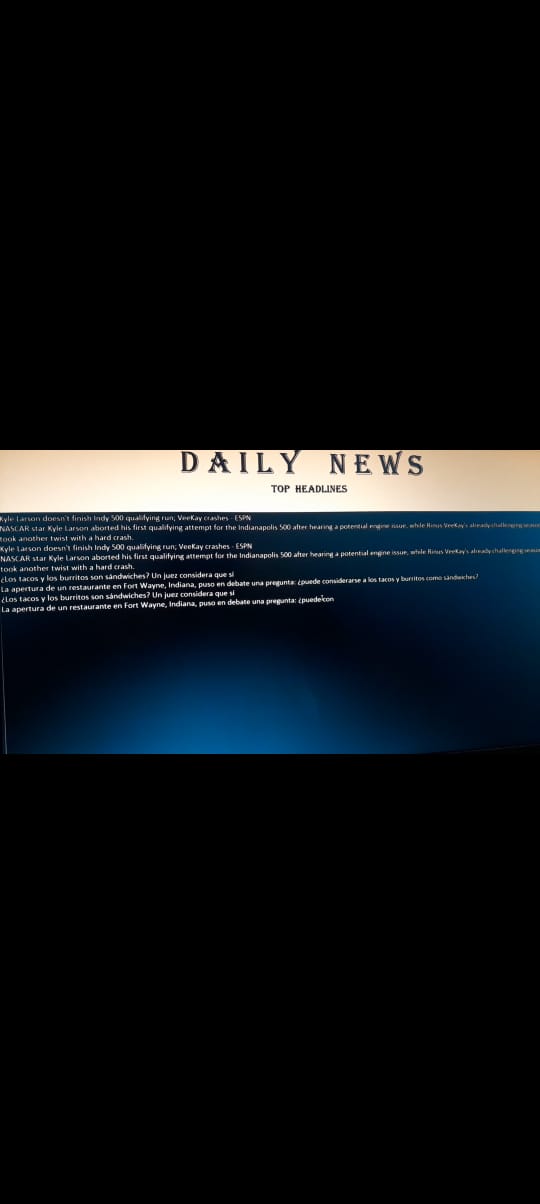 DAILY NEWS
TOP HEADLINES
Kyle Larson doesn't finish Indy 500 qualifying run; VeeKay crashes - ESPN
NASCAR star Kyle Larson aborted his first qualifying attempt for the Indianapolis 500 after hearing a potential engine issue, while Rinus VeeKay's already challenging season
took another twist with a hard crash.
Kyle Larson doesn't finish Indy 500 qualifying run; VeeKay crashes - ESPN
NASCAR star Kyle Larson aborted his first qualifying attempt for the Indianapolis 500 after hearing a potential engine issue, while Rinus VeeKay's already challenging season
took another twist with a hard crash.
¿Los tacos y los burritos son sándwiches? Un juez considera que sí
La apertura de un restaurante en Fort Wayne, Indiana, puso en debate una pregunta: ¿puede considerarse a los tacos y burritos como sándwiches?
¿Los tacos y los burritos son sándwiches? Un juez considera que sí
La apertura de un restaurante en Fort Wayne, Indiana, puso en debate una pregunta: ¿puede con